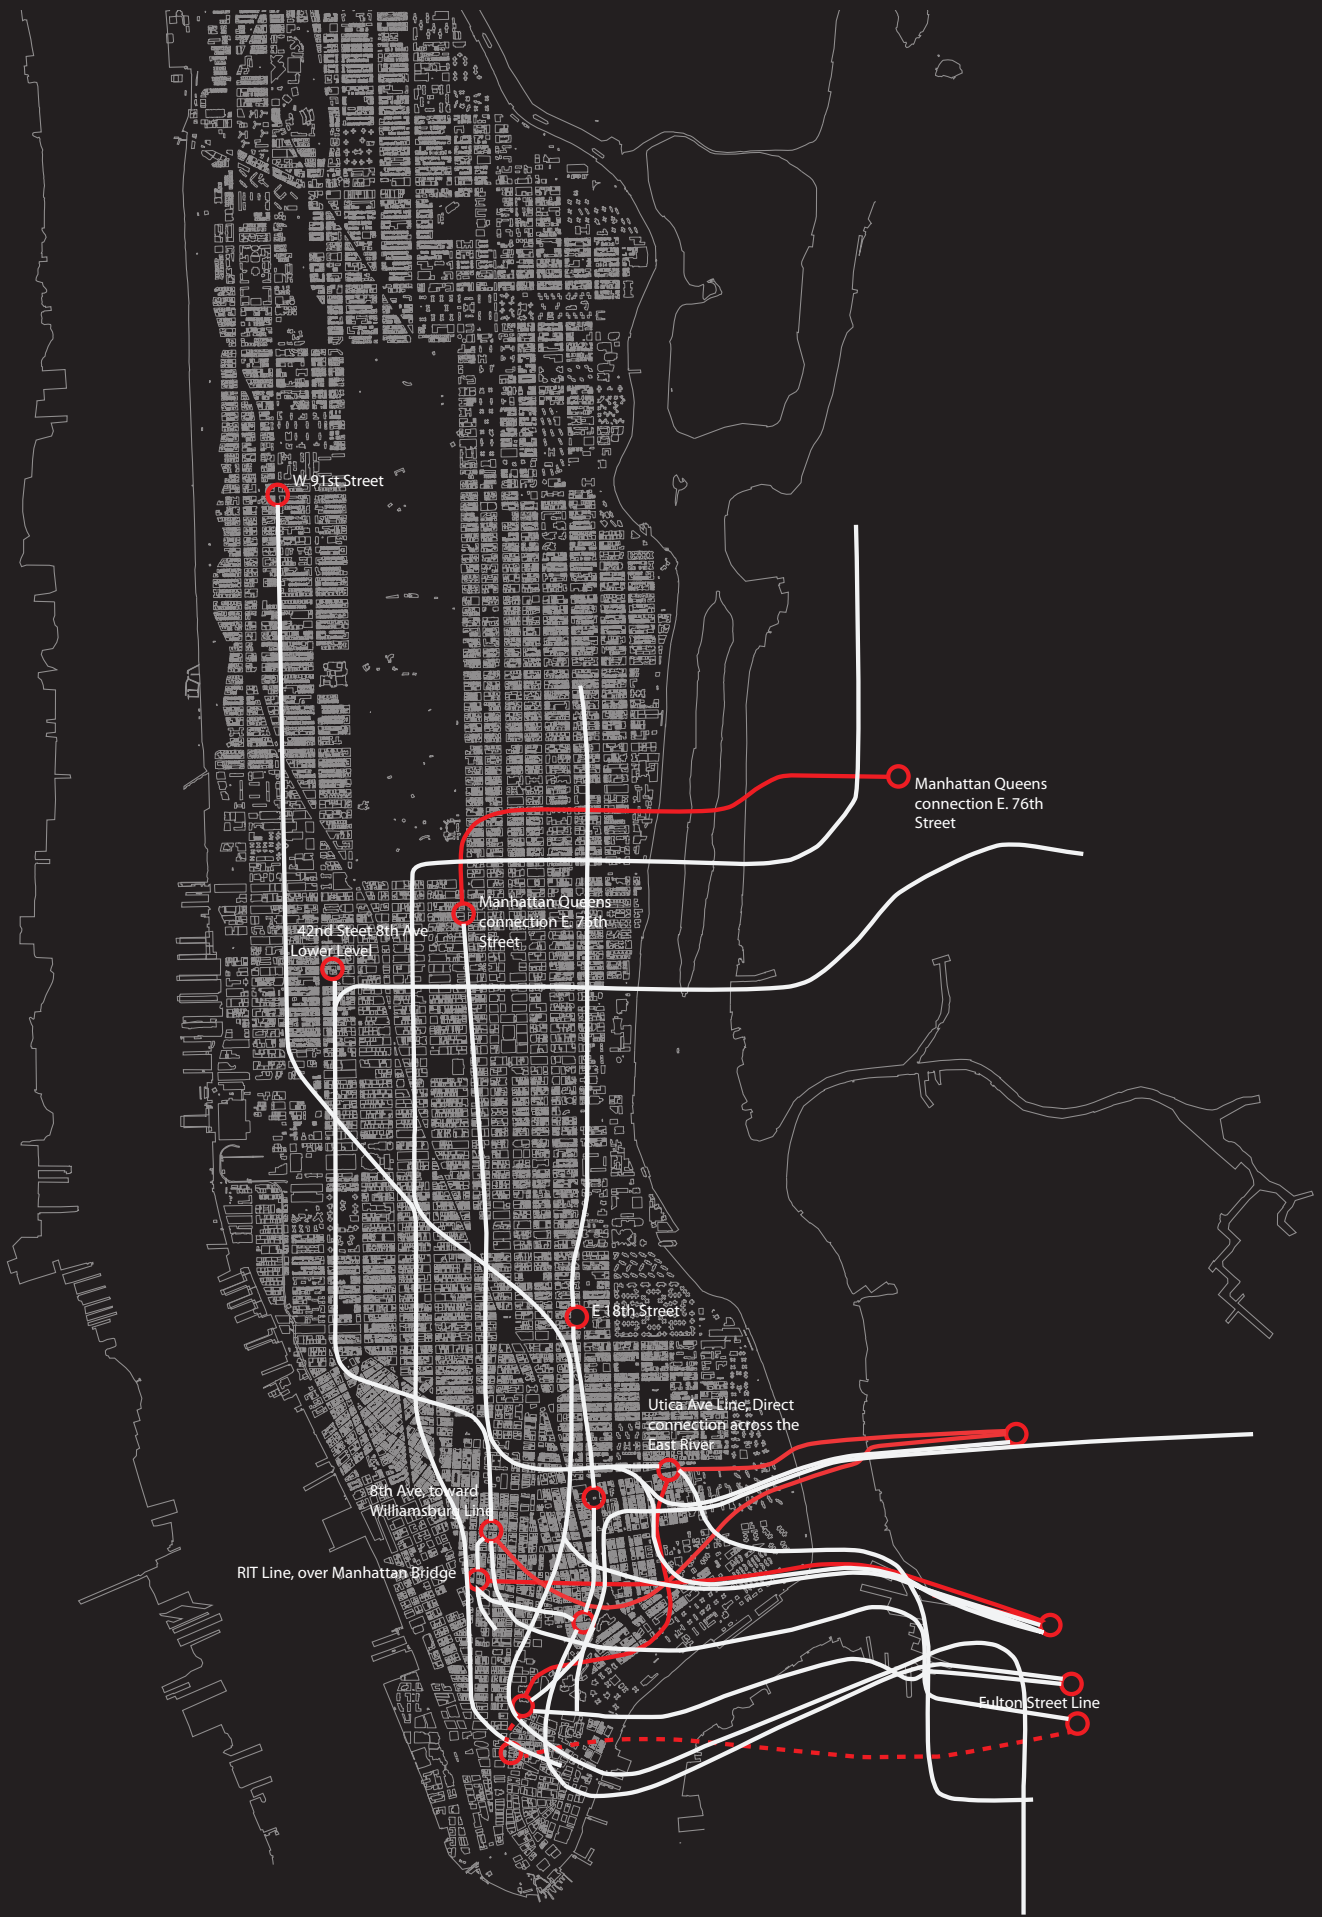 W 91st Street
Manhattan Queens
connection E. 76th
Street
Manhattan Queens
connection E. 76th
Street
42nd Steet 8th Ave
Lower Level
E 18th Street
Utica Ave Line, Direct
connection across the
East River
8th Ave, toward
Williamsburg Line
RIT Line, over Manhattan Bridge
Fulton Street Line